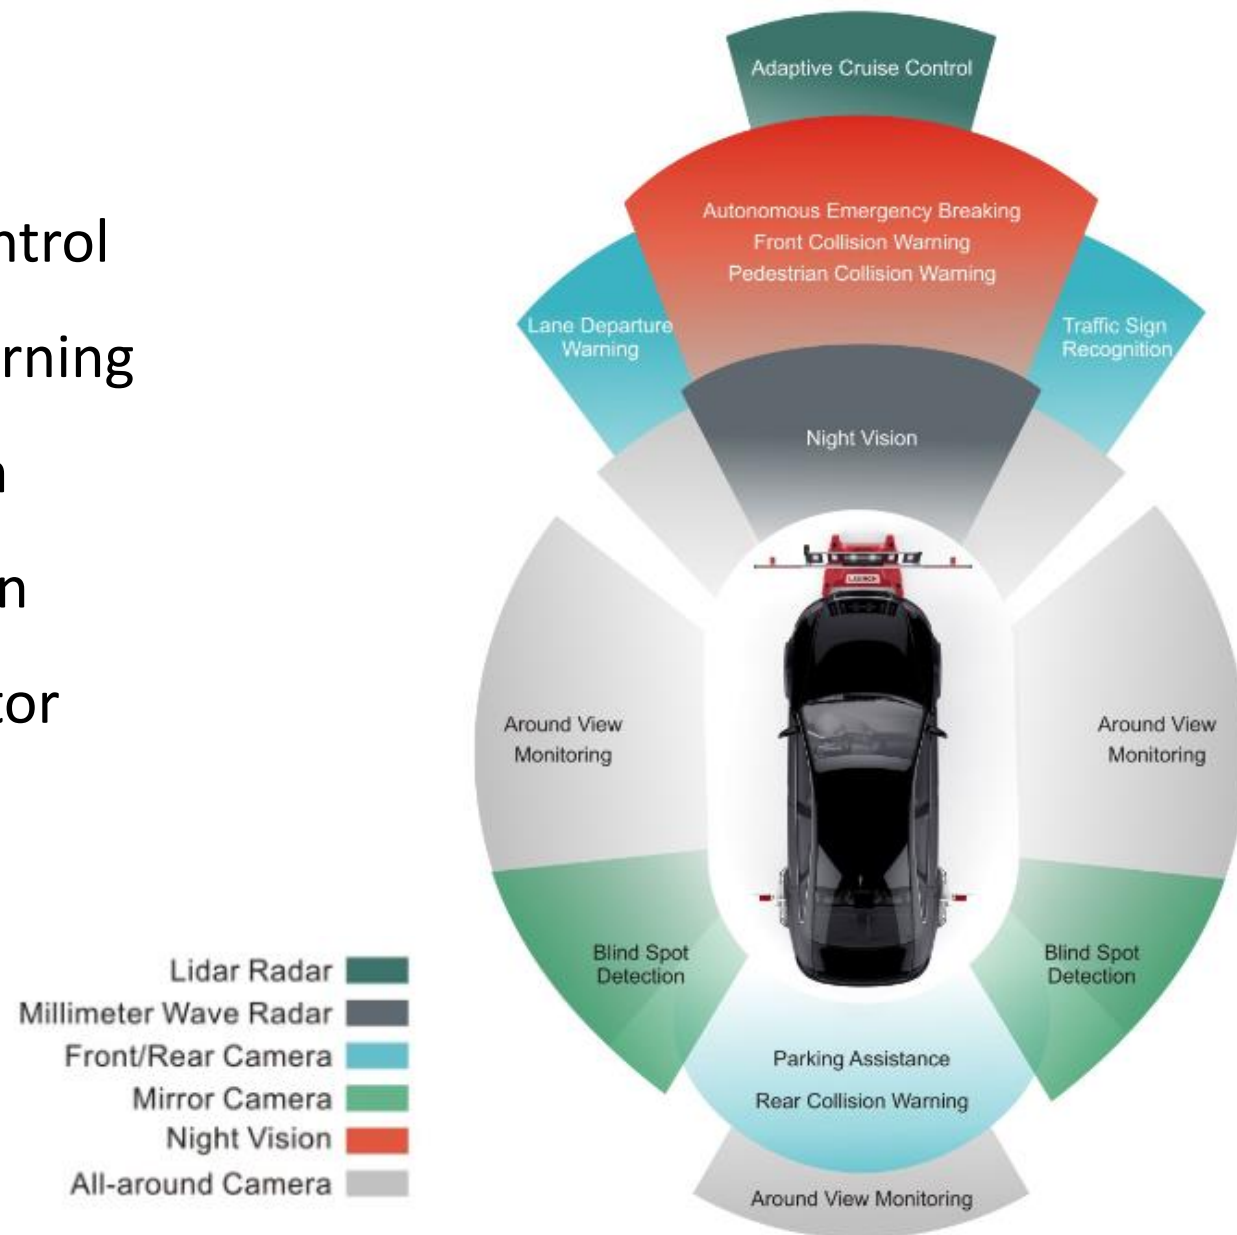 ntrol
rning
n
n
tor
Adaptive Cruise Control
Autonomous Emergency Breaking
Front Collision Warning
Pedestrian Collision Warning
Lane Departure
Warning
Traffic Sign
Recognition
Night Vision
LAUNCH
Around View
Monitoring
Around View
Monitoring
Blind Spot
Detection
Blind Spot
Detection
Parking Assistance
Rear Collision Warning
Around View Monitoring
Lidar Radar
Millimeter Wave Radar
Front/Rear Camera
Mirror Camera
Night Vision
All-around Camera